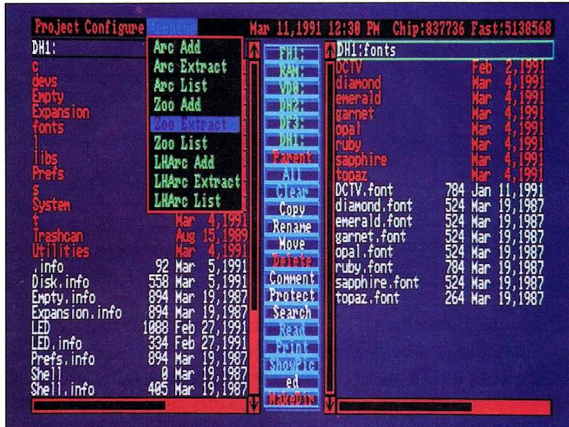 Project Configure Archive Mar 11,1991 12:30 PM Chip:837736 Fast:5138568
DH1:
c
devs
Empty
Expansion
fonts
l
libs
Prefs
s
System
t Mar 4,1991
Trashcan Aug 15,1989
Utilities Mar 4,1991
.info 92 Mar 5,1991
Disk.info 558 Mar 5,1991
Empty.info 894 Mar 19,1987
Expansion.info 894 Mar 19,1987
LED 1088 Feb 27,1991
LED.info 334 Feb 27,1991
Prefs.info 894 Mar 19,1987
Shell 0 Mar 19,1987
Shell.info 405 Mar 19,1987
Arc Add
Arc Extract
Arc List
Zoo Add
Zoo Extract
Zoo List
LHArc Add
LHArc Extract
LHArc List
FH1:
RAM:
VD0:
DH2:
DF3:
DH1:
Parent
All
Clear
Copy
Rename
Move
Delete
Comment
Protect
Search
Read
Print
ShowPic
ed
MakeDir
DH1:fonts
DCTV Feb 2,1991
diamond Mar 4,1991
emerald Mar 4,1991
garnet Mar 4,1991
opal Mar 4,1991
ruby Mar 4,1991
sapphire Mar 4,1991
topaz Mar 4,1991
DCTV.font 784 Jan 11,1991
diamond.font 524 Mar 19,1987
emerald.font 524 Mar 19,1987
garnet.font 524 Mar 19,1987
opal.font 524 Mar 19,1987
ruby.font 784 Mar 19,1987
sapphire.font 524 Mar 19,1987
topaz.font 264 Mar 19,1987